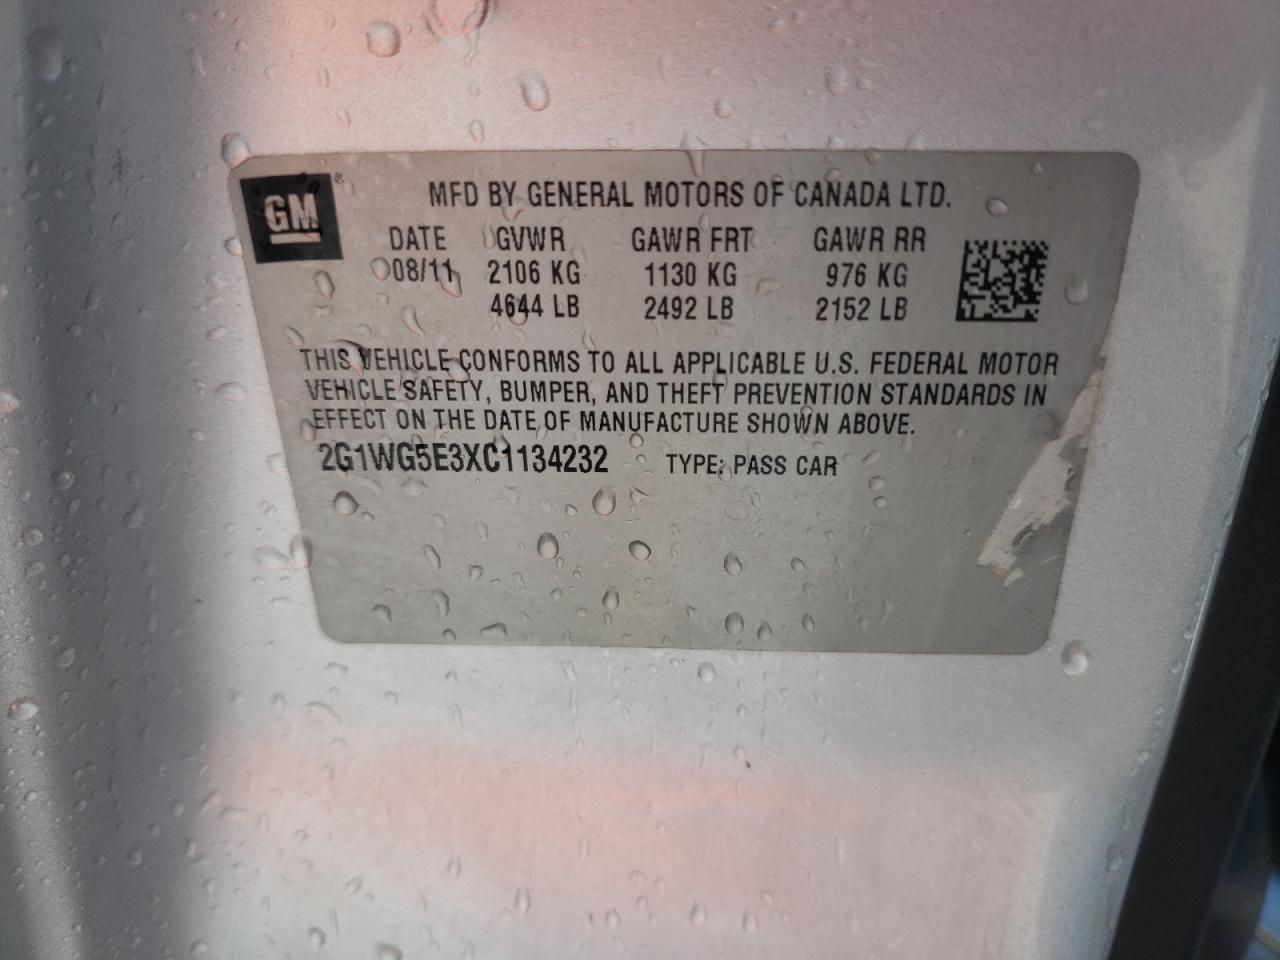 GM®
MFD BY GENERAL MOTORS OF CANADA LTD.
DATE GVWR GAWR FRT GAWR RR
08/11 2106 KG 1130 KG 976 KG
4644 LB 2492 LB 2152 LB
THIS VEHICLE CONFORMS TO ALL APPLICABLE U.S. FEDERAL MOTOR
VEHICLE SAFETY, BUMPER, AND THEFT PREVENTION STANDARDS IN
EFFECT ON THE DATE OF MANUFACTURE SHOWN ABOVE.
2G1WG5E3XC1134232 TYPE: PASS CAR